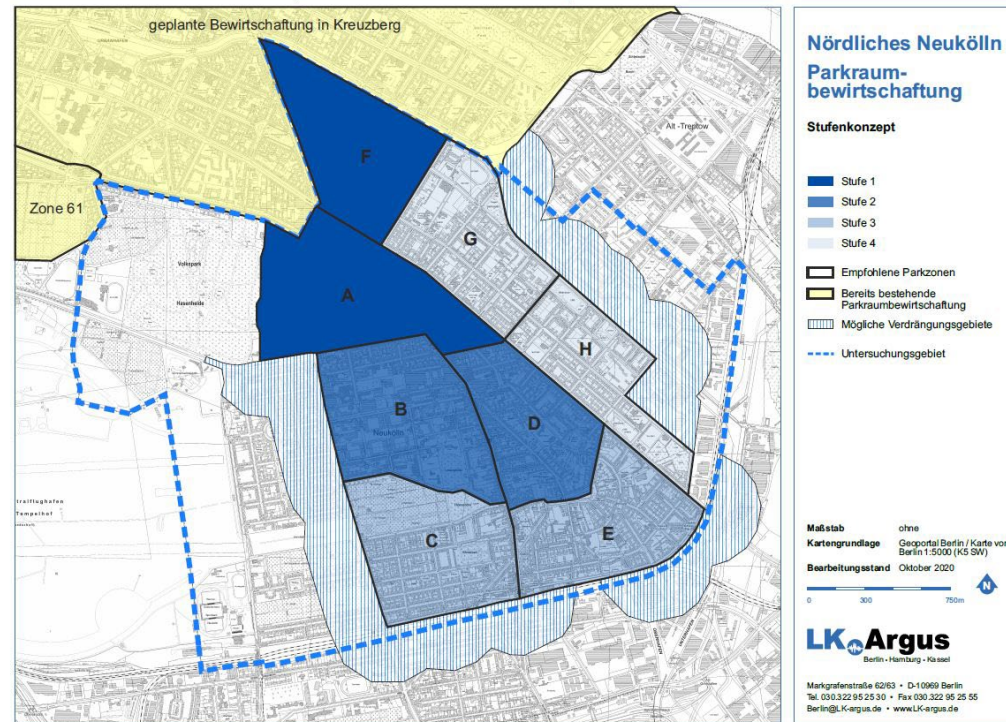 geplante Bewirtschaftung in Kreuzberg
Alt -Treptow
Zone 61
Volkspark
Hasenheide
F
G
A
H
B
Neukölln
D
C
E
Tempelhof
Nördliches Neukölln
Parkraum-
bewirtschaftung
Stufenkonzept
Stufe 1
Stufe 2
Stufe 3
Stufe 4
Empfohlene Parkzonen
Bereits bestehende
Parkraumbewirtschaftung
Mögliche Verdrängungsgebiete
Untersuchungsgebiet
Maßstab ohne
Kartengrundlage Geoportal Berlin / Karte von
Berlin 1:5000 (K5 SW)
Bearbeitungsstand Oktober 2020
N
0 300 750m
LK Argus
Berlin • Hamburg • Kassel
Markgrafenstraße 62/63 • D-10969 Berlin
Tel. 030.322 95 25 30 • Fax 030.322 95 25 55
Berlin@LK-argus.de • www.LK-argus.de